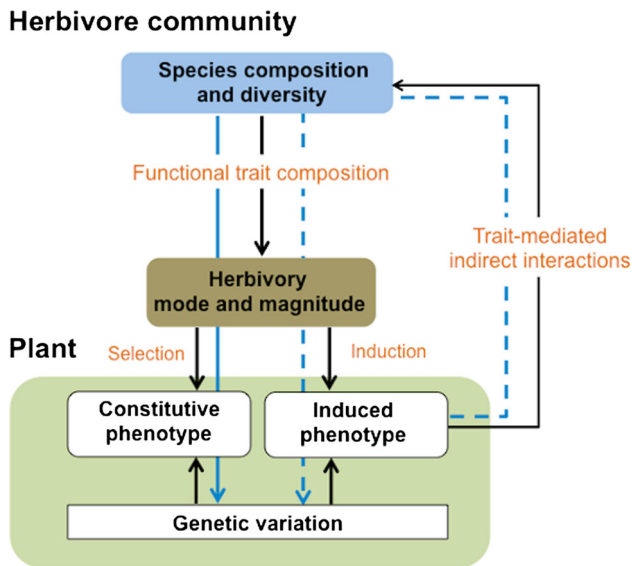 Herbivore community
Species composition
and diversity
Functional trait composition
Trait-mediated
indirect interactions
Herbivory
mode and magnitude
Plant
Selection
Induction
Constitutive
phenotype
Induced
phenotype
Genetic variation